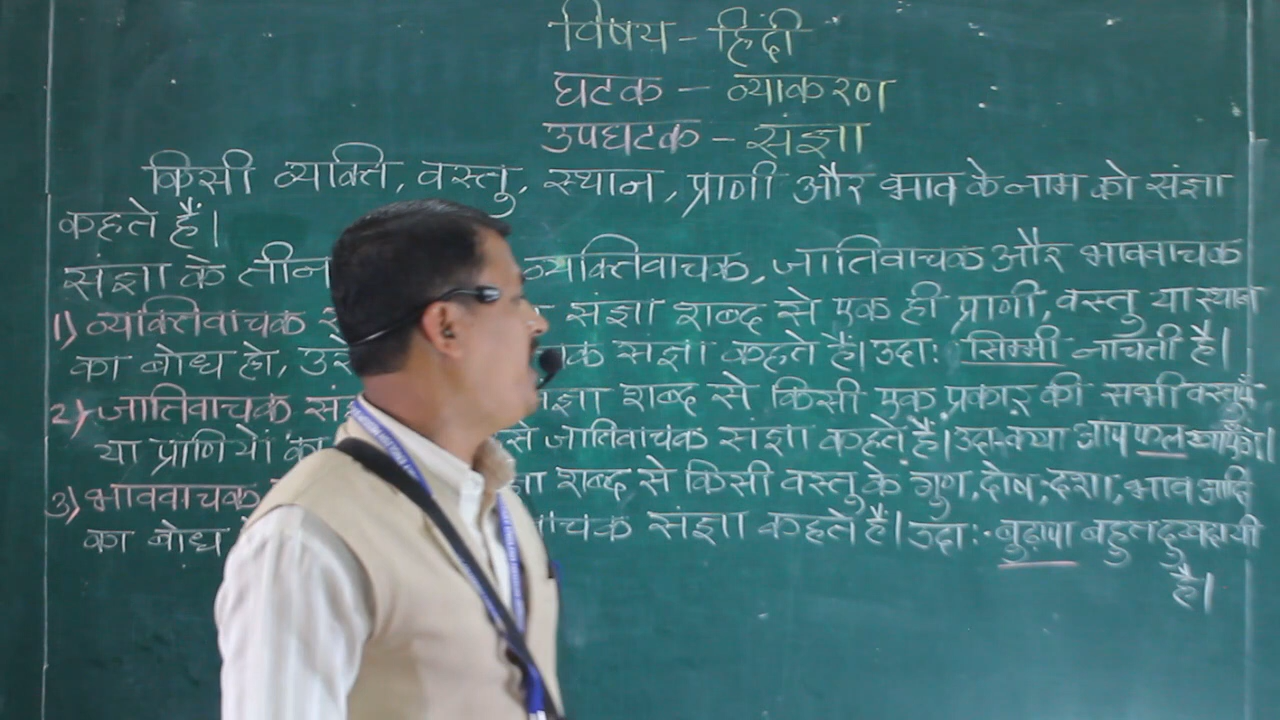 विषय - हिंदी
घटक - व्याकरण
उपघटक - संज्ञा
किसी व्यक्ति, वस्तु, स्थान, प्राणी और भाव के नाम को संज्ञा
कहते हैं।
संज्ञा के तीन व्यक्तिवाचक, जातिवाचक और भाववाचक
1) व्यक्तिवाचक संज्ञा शब्द से एक ही प्राणी, वस्तु या स्थान
का बोध हो, उसे संज्ञा कहते हैं। उदा: सिम्मी नाचती है।
2) जातिवाचक शब्द से किसी एक प्रकार की सभी वस्तुएँ
या प्राणियों का से जातिवाचक संज्ञा कहते हैं। उदा- क्या आप फल
3) भाववाचक शब्द से किसी वस्तु के गुण, दोष, दशा, भाव आदि
का बोध संज्ञा कहते हैं। उदा:- बुढ़ापा बहुत दुखदायी
है।